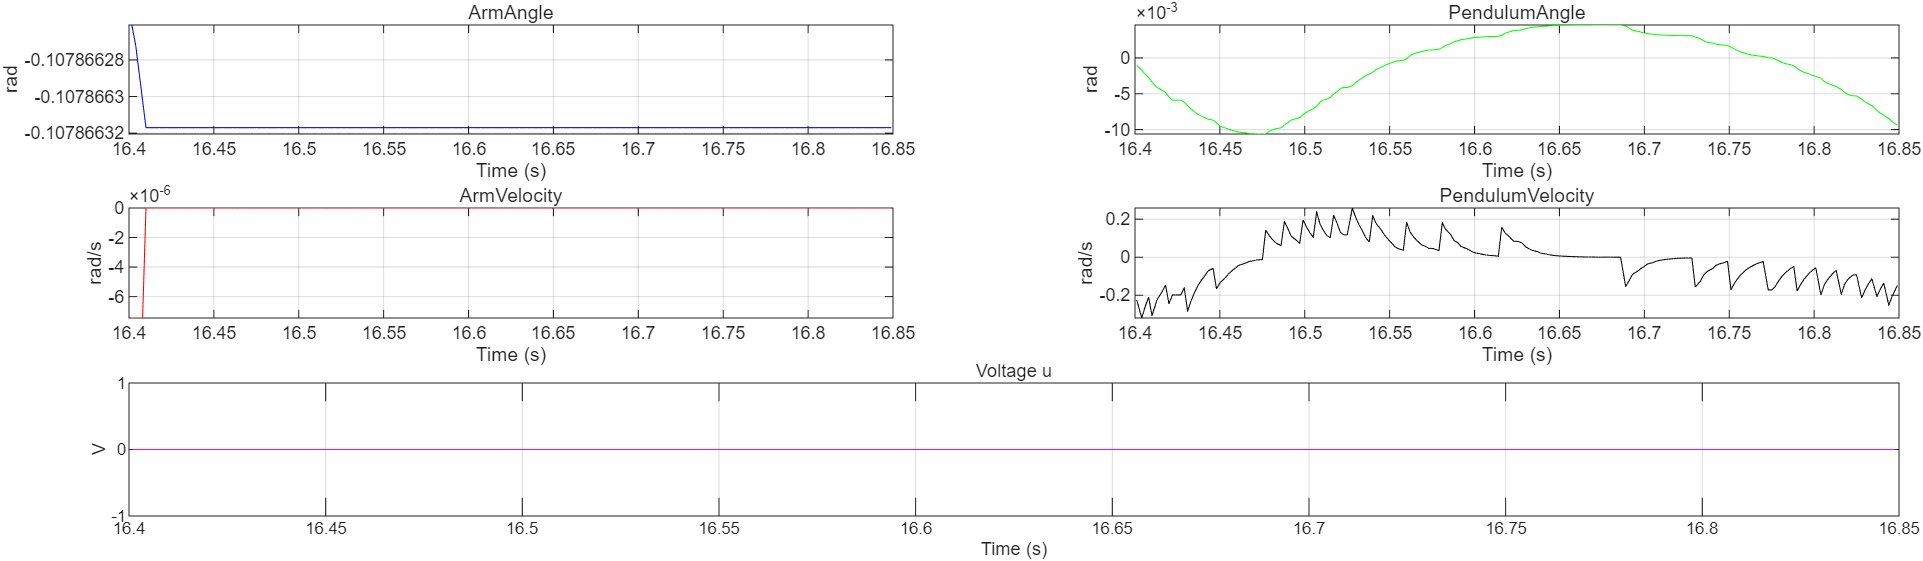 ArmAngle
-0.10786628
-0.1078663
-0.10786632
rad
16.4 16.45 16.5 16.55 16.6 16.65 16.7 16.75 16.8 16.85
Time (s)
PendulumAngle
×10-3
0
-5
-10
rad
16.4 16.45 16.5 16.55 16.6 16.65 16.7 16.75 16.8 16.85
Time (s)
ArmVelocity
×10-6
0
-2
-4
-6
rad/s
16.4 16.45 16.5 16.55 16.6 16.65 16.7 16.75 16.8 16.85
Time (s)
PendulumVelocity
0.2
0
-0.2
rad/s
16.4 16.45 16.5 16.55 16.6 16.65 16.7 16.75 16.8 16.85
Time (s)
Voltage u
1
0
-1
V
16.4 16.45 16.5 16.55 16.6 16.65 16.7 16.75 16.8 16.85
Time (s)